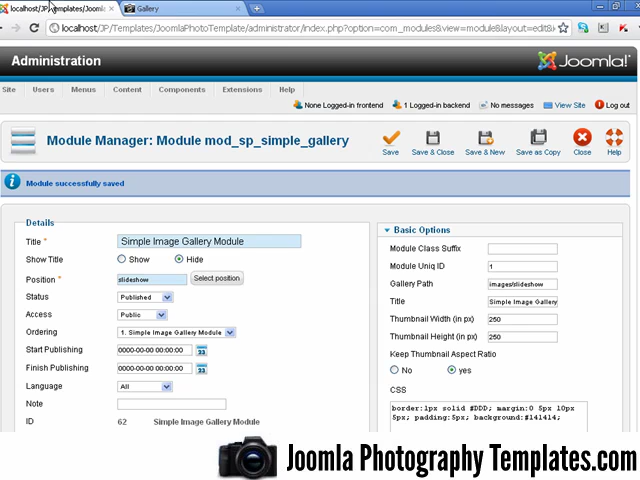 localhost/JP/Templates/Jooml
Gallery
localhost/JP/Templates/JoomlaPhotoTemplate/administrator/index.php?option=com_modules&view=module&layout=edit&
Administration
Joomla!
Site Users Menus Content Components Extensions Help
None Logged-in frontend 1 Logged-in backend No messages View Site Log out
Module Manager: Module mod_sp_simple_gallery
Save Save & Close Save & New Save as Copy Close Help
Module successfully saved
Details
Title * Simple Image Gallery Module
Show Title Show Hide
Position * slideshow Select position
Status Published
Access Public
Ordering 1. Simple Image Gallery Module
Start Publishing 0000-00-00 00:00:00 23
Finish Publishing 0000-00-00 00:00:00 23
Language All
Note
ID 62 Simple Image Gallery Module
Basic Options
Module Class Suffix
Module Uniq ID 1
Gallery Path images/slideshow
Title Simple Image Gallery
Thumbnail Width (in px) 250
Thumbnail Height (in px) 250
Keep Thumbnail Aspect Ratio
No yes
CSS
border:1px solid #DDD; margin:0 5px 10px
5px; padding:5px; background:#141414;
Joomla Photography Templates.com